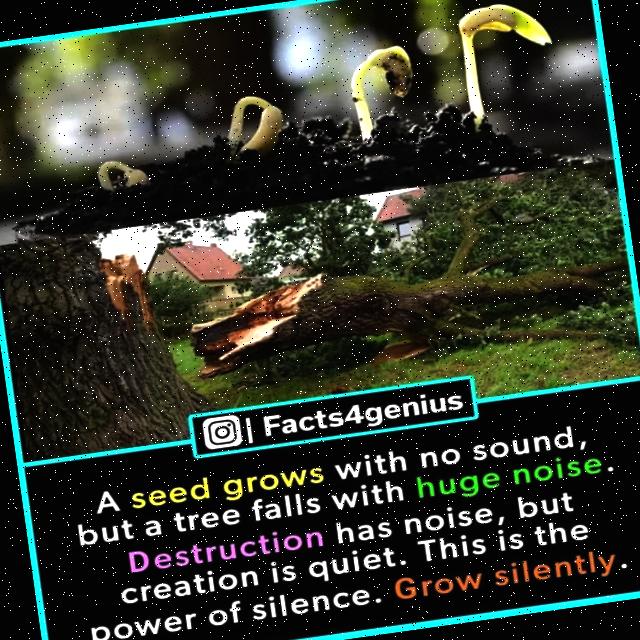 | Facts4genius
A seed grows with no sound,
but a tree falls with huge noise.
Destruction has noise, but
creation is quiet. This is the
power of silence. Grow silently.